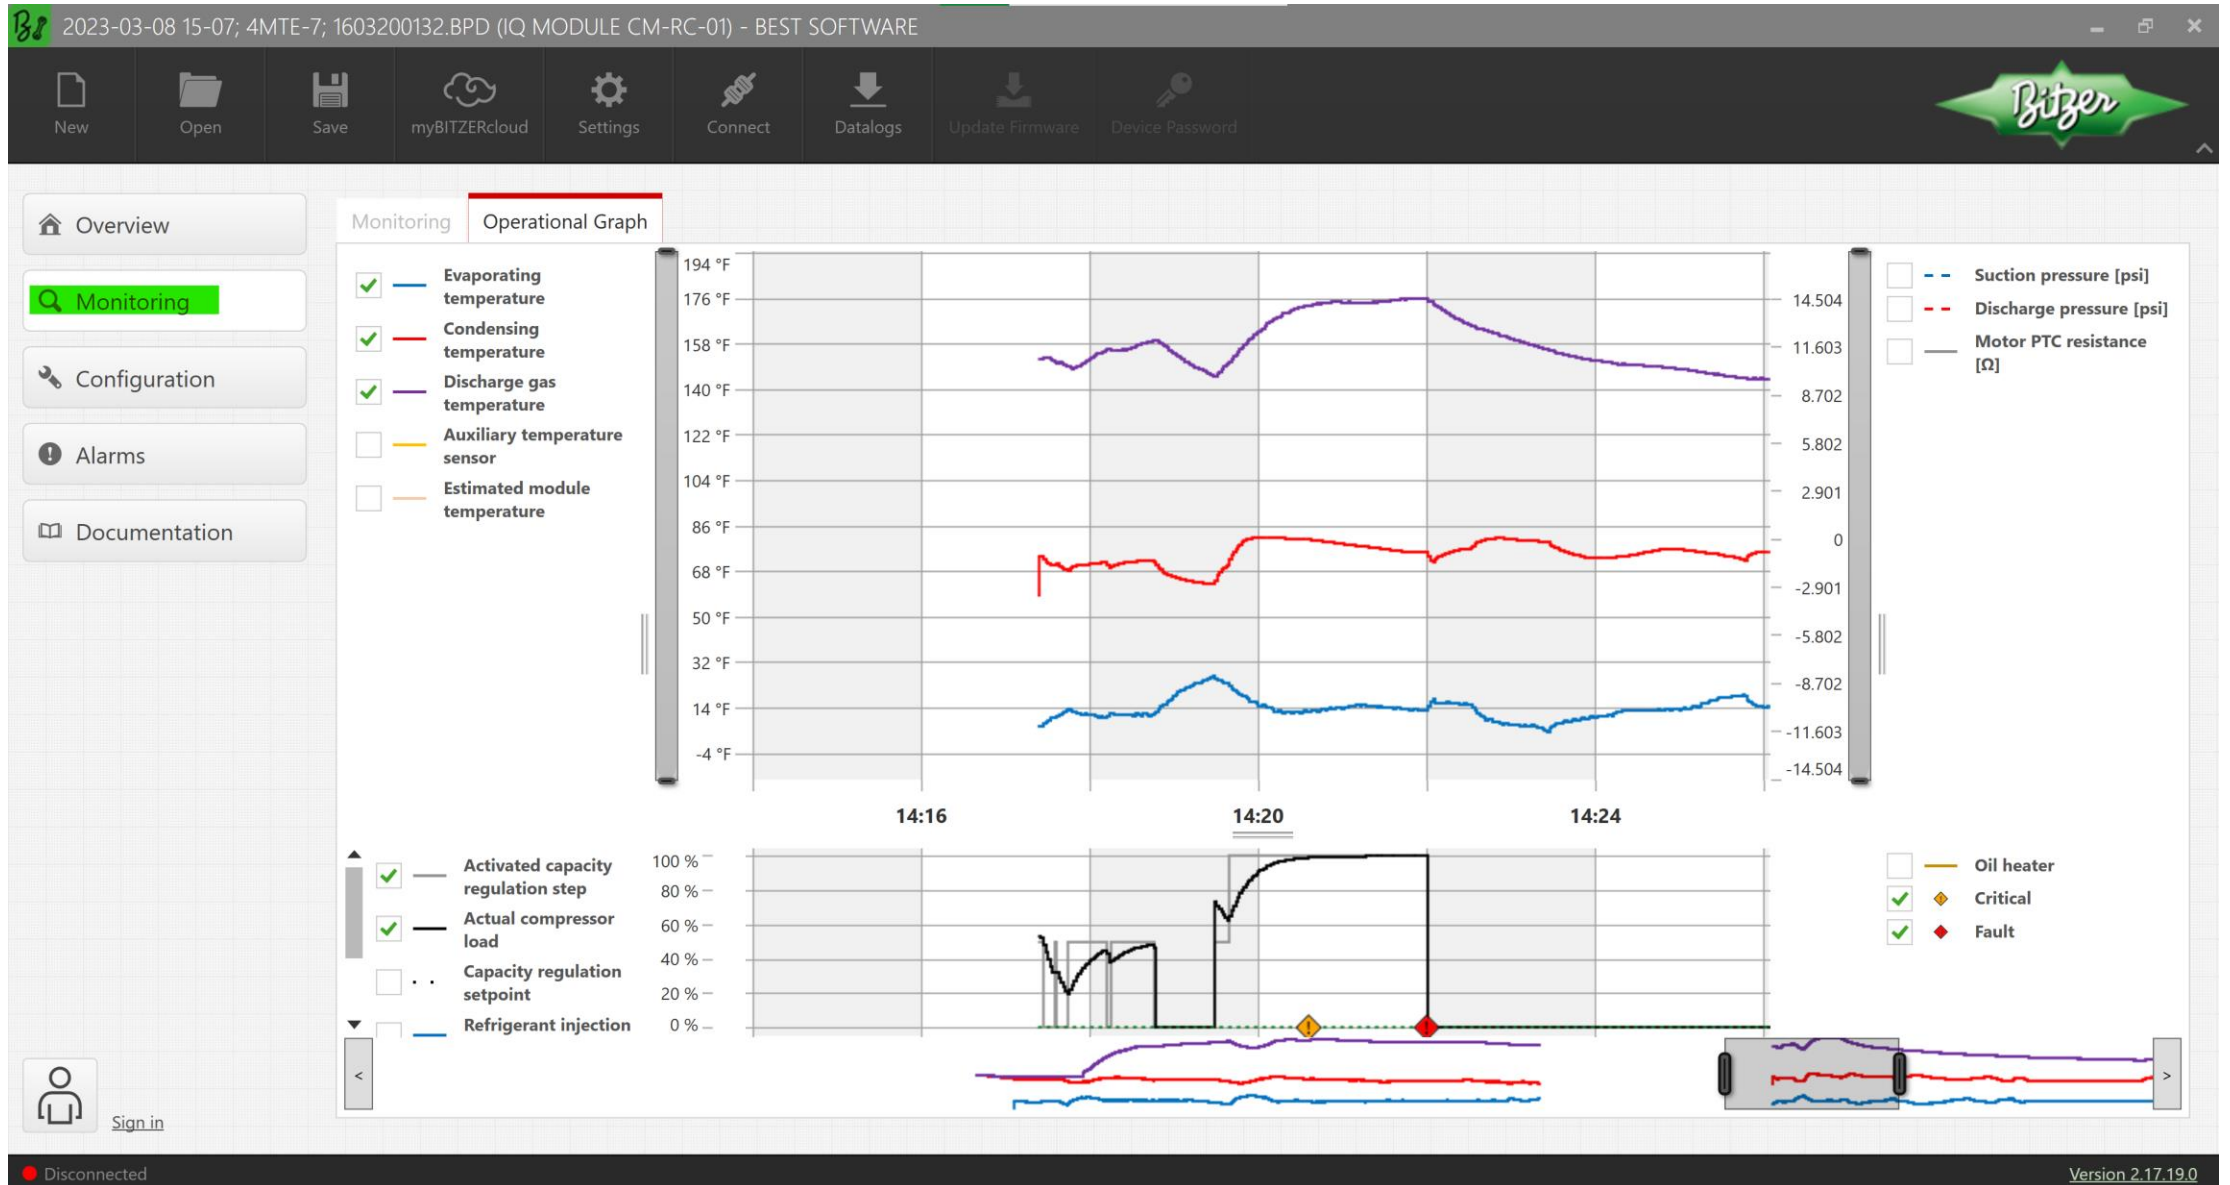 2023-03-08 15-07; 4MTE-7; 1603200132.BPD (IQ MODULE CM-RC-01) - BEST SOFTWARE
New
Open
Save
myBITZERcloud
Settings
Connect
Datalogs
Update Firmware
Device Password
Bitzer
Overview
Monitoring
Configuration
Alarms
Documentation
Monitoring
Operational Graph
Evaporating
temperature
Condensing
temperature
Discharge gas
temperature
Auxiliary temperature
sensor
Estimated module
temperature
194 °F
176 °F
158 °F
140 °F
122 °F
104 °F
86 °F
68 °F
50 °F
32 °F
14 °F
-4 °F
14.504
11.603
8.702
5.802
2.901
0
-2.901
-5.802
-8.702
-11.603
-14.504
Suction pressure [psi]
Discharge pressure [psi]
Motor PTC resistance
[Ω]
14:16
14:20
14:24
Activated capacity
regulation step
Actual compressor
load
Capacity regulation
setpoint
Refrigerant injection
100 %
80 %
60 %
40 %
20 %
0 %
Oil heater
Critical
Fault
<
>
Sign in
Disconnected
Version 2.17.19.0